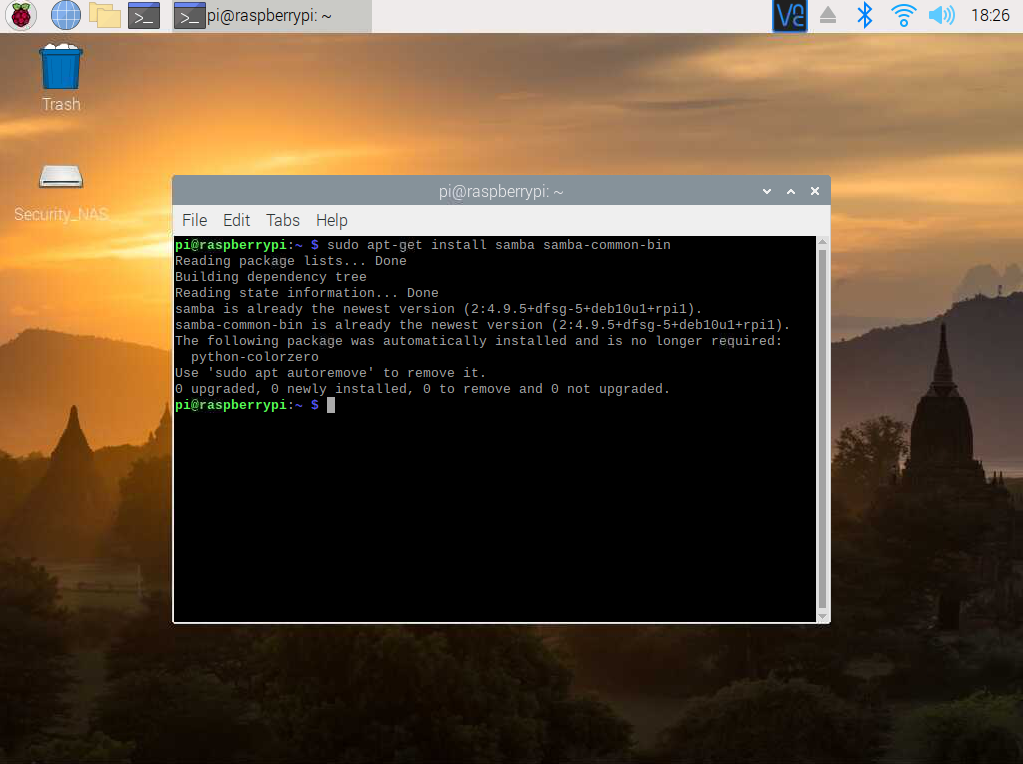 pi@raspberrypi: ~
VNC
18:26
Trash
Security_NAS
pi@raspberrypi: ~
File Edit Tabs Help
pi@raspberrypi:~ $ sudo apt-get install samba samba-common-bin
Reading package lists... Done
Building dependency tree
Reading state information... Done
samba is already the newest version (2:4.9.5+dfsg-5+deb10u1+rpi1).
samba-common-bin is already the newest version (2:4.9.5+dfsg-5+deb10u1+rpi1).
The following package was automatically installed and is no longer required:
  python-colorzero
Use 'sudo apt autoremove' to remove it.
0 upgraded, 0 newly installed, 0 to remove and 0 not upgraded.
pi@raspberrypi:~ $